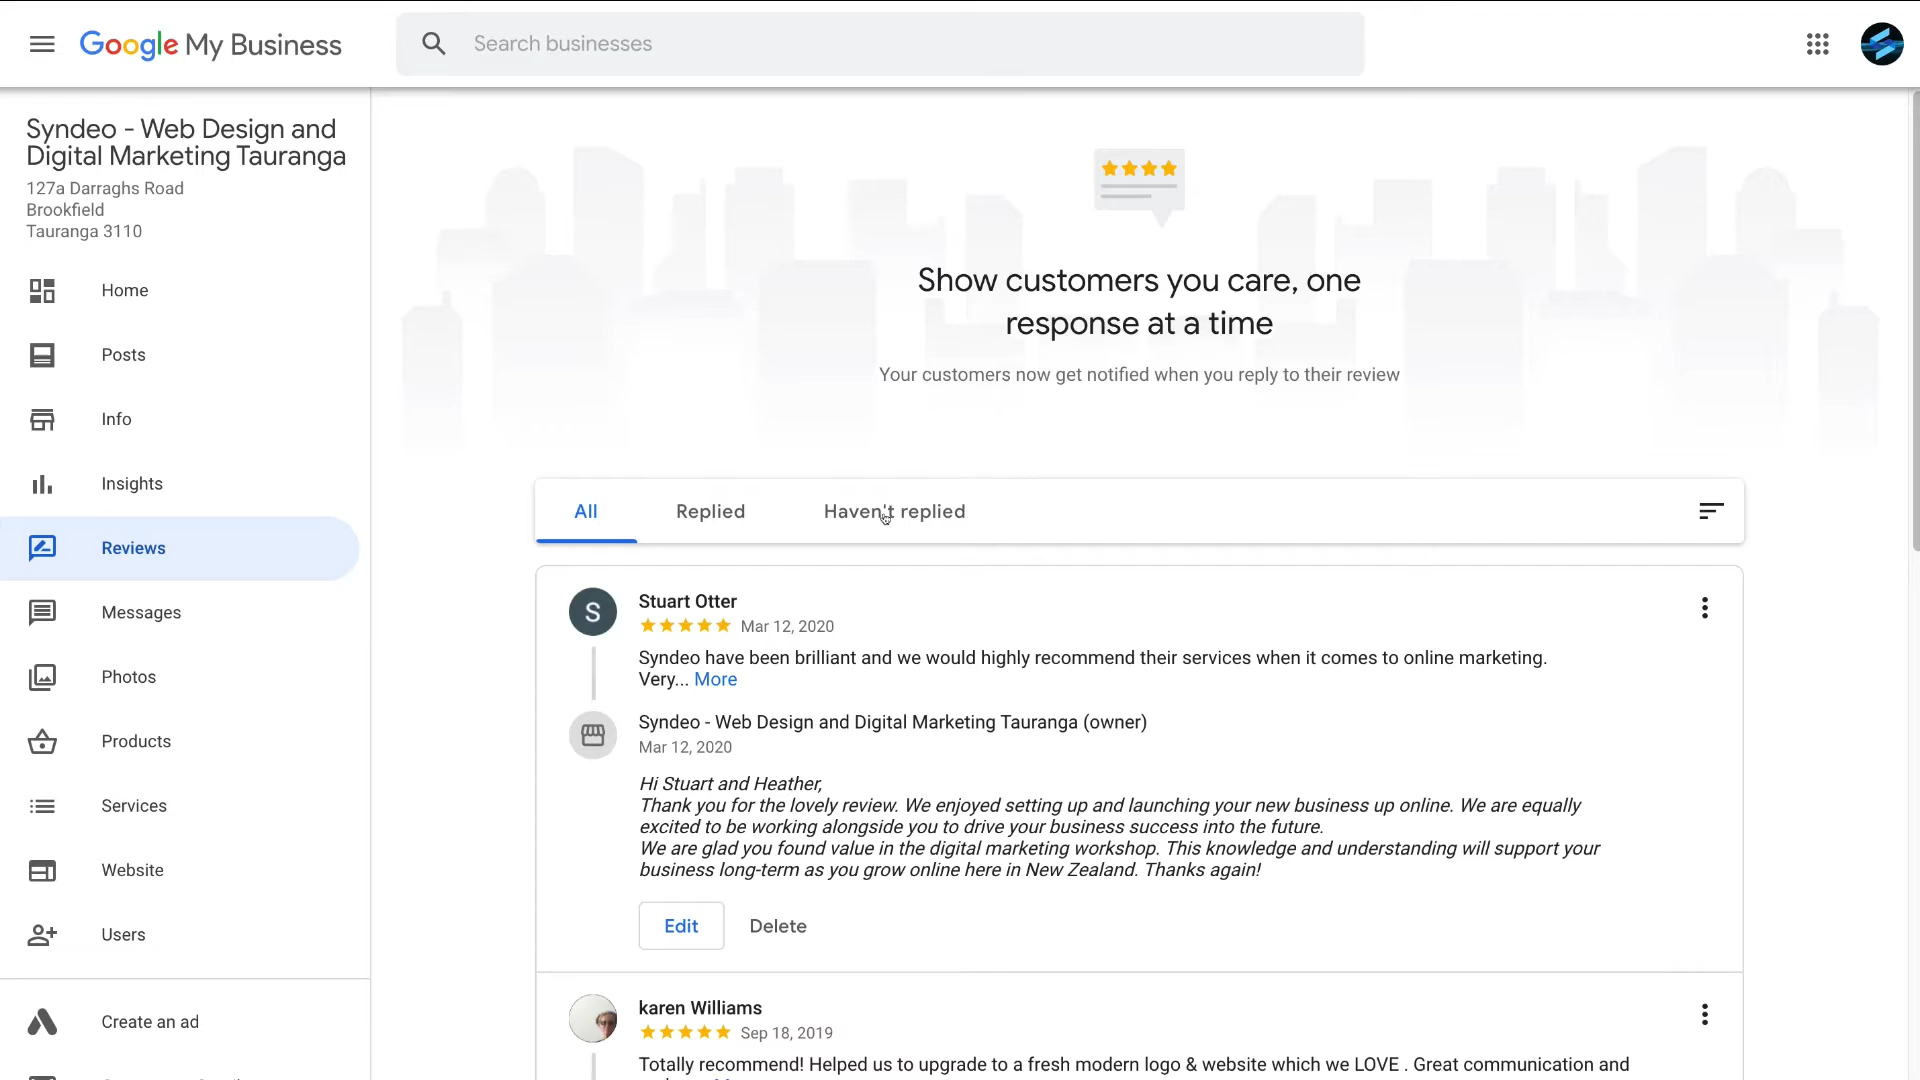 Google My Business
Search businesses
Syndeo - Web Design and
Digital Marketing Tauranga
127a Darraghs Road
Brookfield
Tauranga 3110
Home
Posts
Info
Insights
Reviews
Messages
Photos
Products
Services
Website
Users
Create an ad
Show customers you care, one
response at a time
Your customers now get notified when you reply to their review
All Replied Haven't replied
S
Stuart Otter
Mar 12, 2020
Syndeo have been brilliant and we would highly recommend their services when it comes to online marketing.
Very... More
Syndeo - Web Design and Digital Marketing Tauranga (owner)
Mar 12, 2020
Hi Stuart and Heather,
Thank you for the lovely review. We enjoyed setting up and launching your new business up online. We are equally
excited to be working alongside you to drive your business success into the future.
We are glad you found value in the digital marketing workshop. This knowledge and understanding will support your
business long-term as you grow online here in New Zealand. Thanks again!
Edit Delete
karen Williams
Sep 18, 2019
Totally recommend! Helped us to upgrade to a fresh modern logo & website which we LOVE . Great communication and